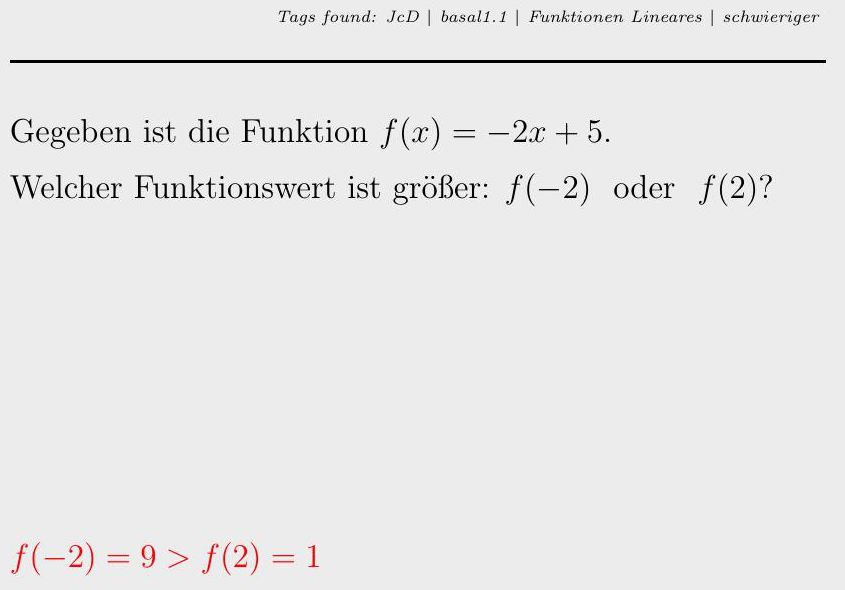 Tags found: JcD | basal1.1 | Funktionen Lineares | schwieriger
Gegeben ist die Funktion f(x) = −2x + 5.
Welcher Funktionswert ist größer: f(−2) oder f(2)?
f(−2) = 9 > f(2) = 1